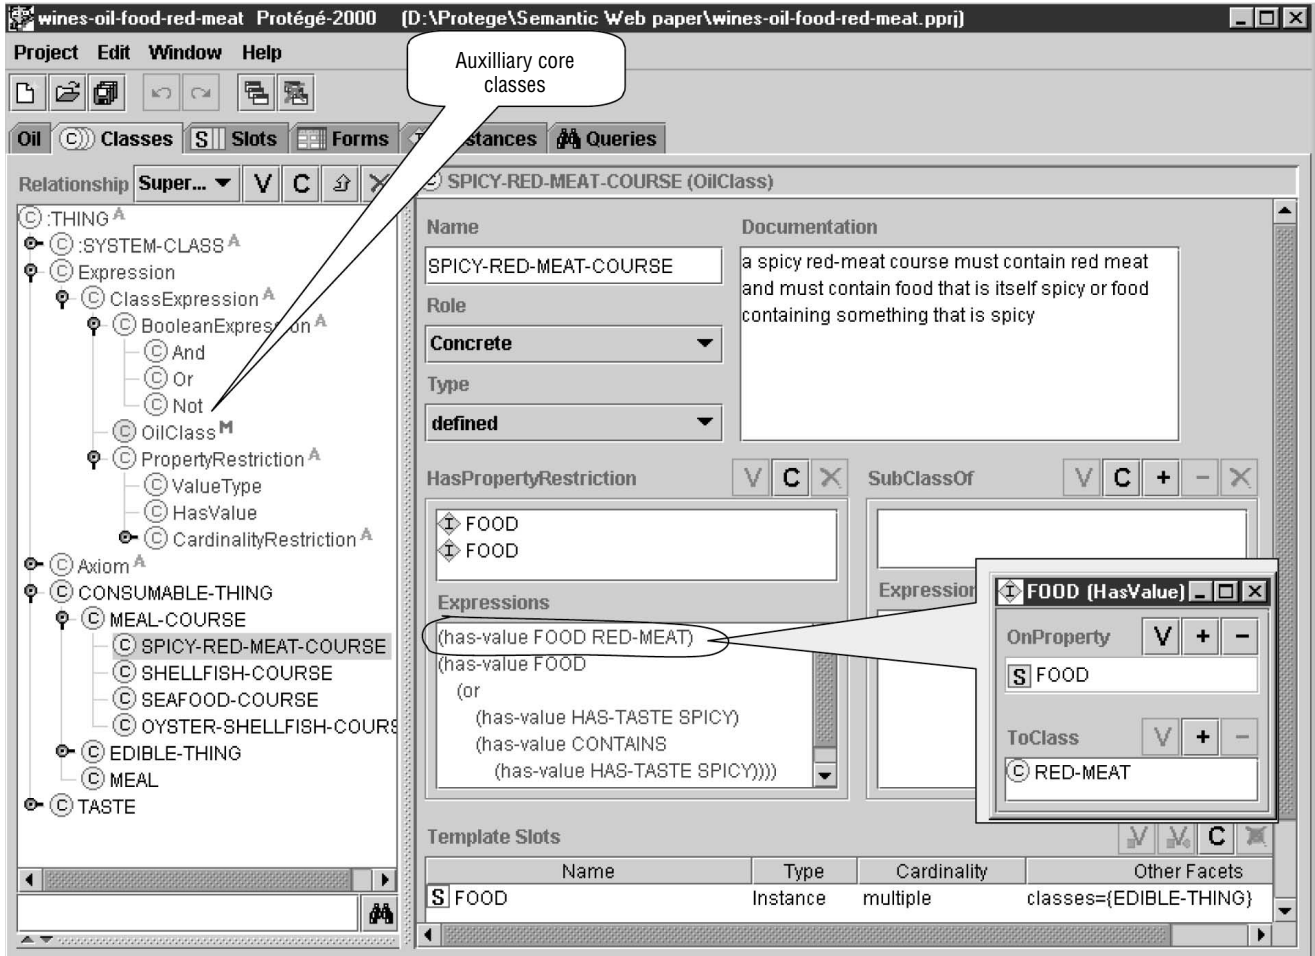 wines-oil-food-red-meat Protégé-2000 (D:\Protege\Semantic Web paper\wines-oil-food-red-meat.pprj)
Project Edit Window Help
Auxilliary core
classes
Oil Classes S Slots Forms stances Queries
Relationship Super... V C
C :THING A
C :SYSTEM-CLASS A
C Expression
C ClassExpression A
C BooleanExpression A
C And
C Or
C Not
C OilClass M
C PropertyRestriction A
C ValueType
C HasValue
C CardinalityRestriction A
C Axiom A
C CONSUMABLE-THING
C MEAL-COURSE
C SPICY-RED-MEAT-COURSE
C SHELLFISH-COURSE
C SEAFOOD-COURSE
C OYSTER-SHELLFISH-COURS
C EDIBLE-THING
C MEAL
C TASTE
C SPICY-RED-MEAT-COURSE (OilClass)
Name
SPICY-RED-MEAT-COURSE
Role
Concrete
Type
defined
Documentation
a spicy red-meat course must contain red meat
and must contain food that is itself spicy or food
containing something that is spicy
HasPropertyRestriction V C X
I FOOD
I FOOD
Expressions
(has-value FOOD RED-MEAT)
(has-value FOOD
(or
(has-value HAS-TASTE SPICY)
(has-value CONTAINS
(has-value HAS-TASTE SPICY))))
SubClassOf V C + − X
Expression
I FOOD (HasValue)
OnProperty V + −
S FOOD
ToClass V + −
C RED-MEAT
Template Slots V V C
Name Type Cardinality Other Facets
S FOOD Instance multiple classes={EDIBLE-THING}